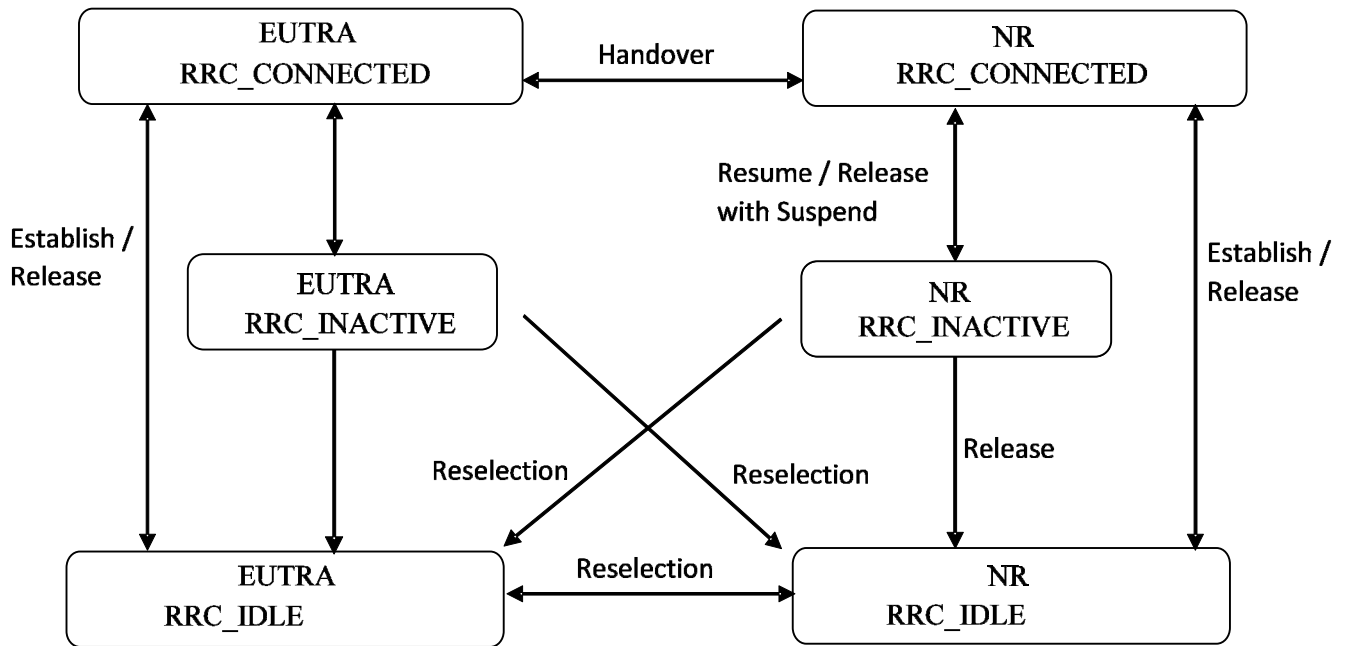 EUTRA
RRC_CONNECTED
Handover
NR
RRC_CONNECTED
Resume / Release
with Suspend
Establish /
Release
Establish /
Release
EUTRA
RRC_INACTIVE
NR
RRC_INACTIVE
Reselection
Reselection
Release
Reselection
EUTRA
RRC_IDLE
NR
RRC_IDLE